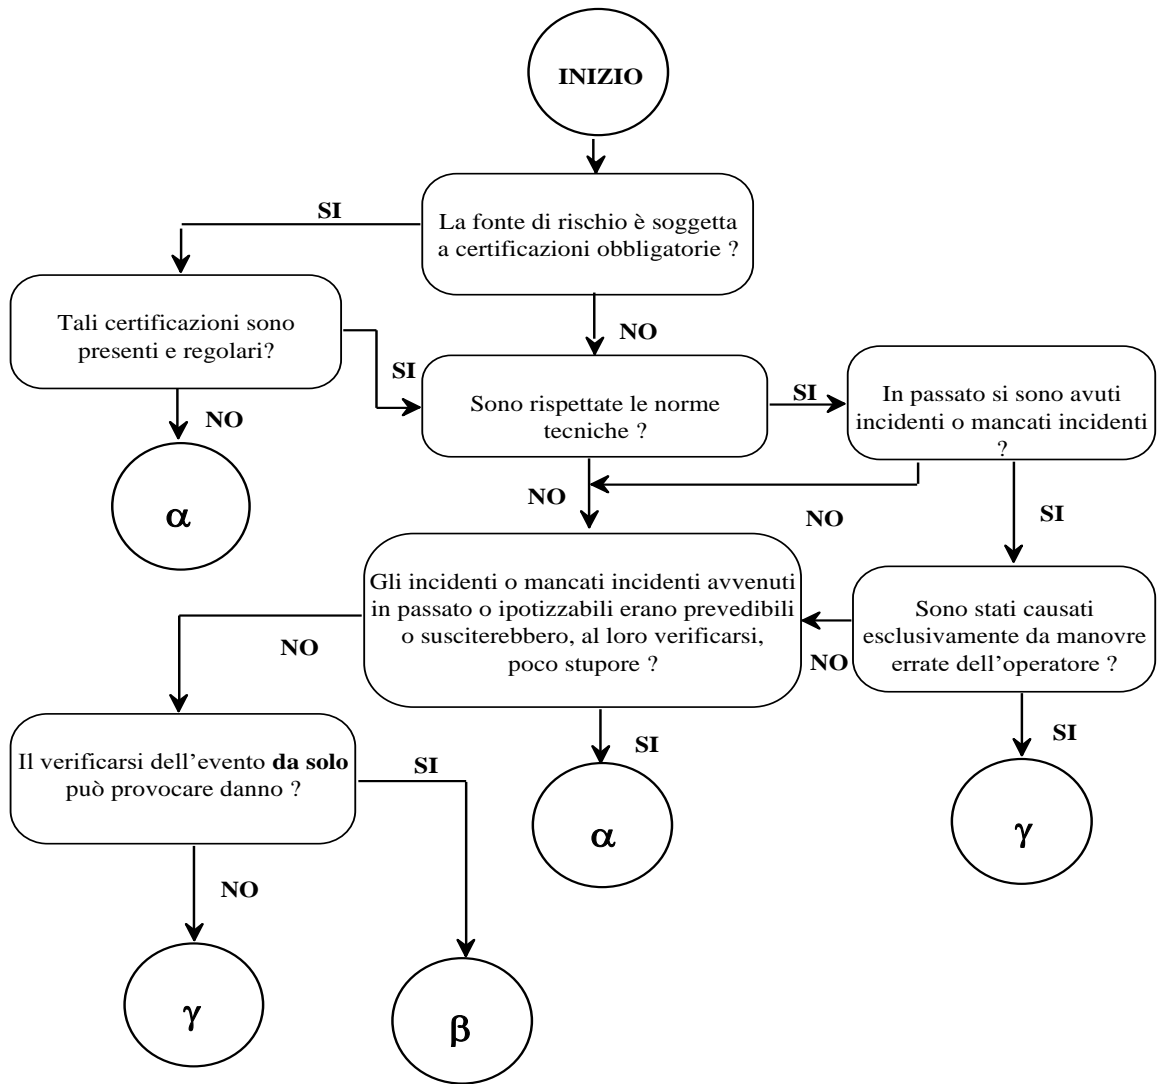 INIZIO
SI
La fonte di rischio è soggetta
a certificazioni obbligatorie ?
Tali certificazioni sono
presenti e regolari?
NO
SI
Sono rispettate le norme
tecniche ?
SI
In passato si sono avuti
incidenti o mancati incidenti
?
NO
α
NO
NO
SI
Gli incidenti o mancati incidenti avvenuti
in passato o ipotizzabili erano prevedibili
o susciterebbero, al loro verificarsi,
poco stupore ?
Sono stati causati
esclusivamente da manovre
errate dell'operatore ?
NO
NO
SI
SI
Il verificarsi dell'evento da solo
può provocare danno ?
SI
α
γ
NO
γ
β